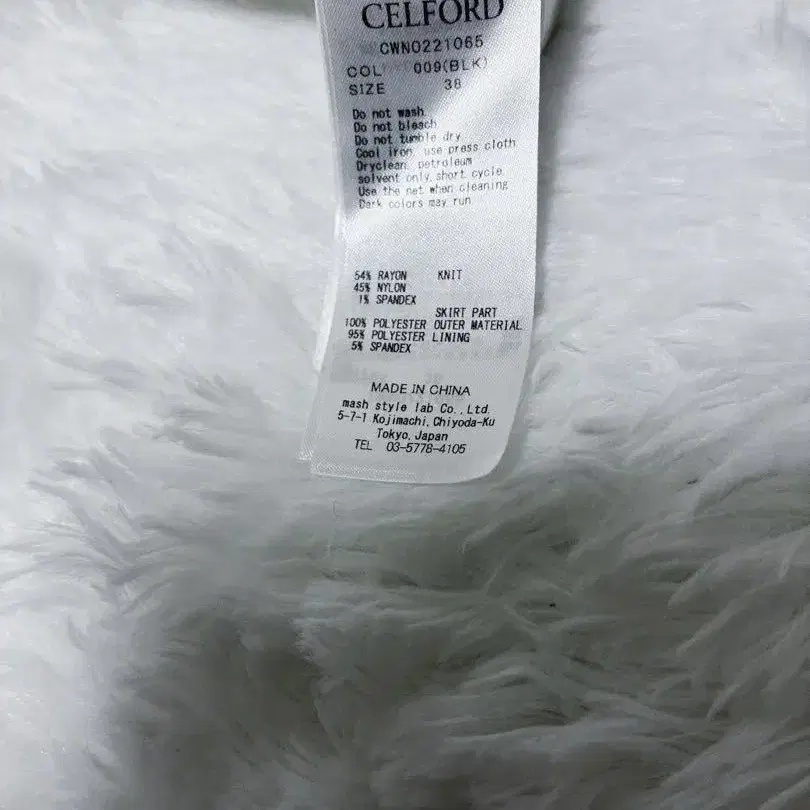 CELFORD
CWNO221065
COL 009(BLK)
SIZE 38
Do not wash.
Do not bleach.
Do not tumble dry.
Cool iron, use press cloth.
Dryclean, petroleum
solvent only, short cycle.
Use the net when cleaning.
Dark colors may run.
54% RAYON KNIT
45% NYLON
1% SPANDEX
SKIRT PART
100% POLYESTER OUTER MATERIAL
95% POLYESTER LINING
5% SPANDEX
MADE IN CHINA
mash style lab Co., Ltd.
5-7-1 Kojimachi, Chiyoda-Ku
Tokyo, Japan
TEL 03-5778-4105